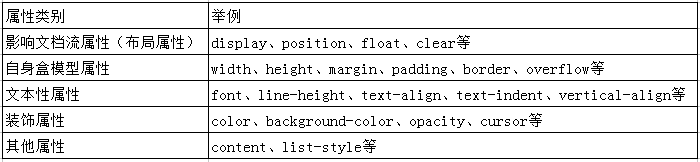 属性类别 举例
影响文档流属性（布局属性） display、position、float、clear等
自身盒模型属性 width、height、margin、padding、border、overflow等
文本性属性 font、line-height、text-align、text-indent、vertical-align等
装饰属性 color、background-color、opacity、cursor等
其他属性 content、list-style等